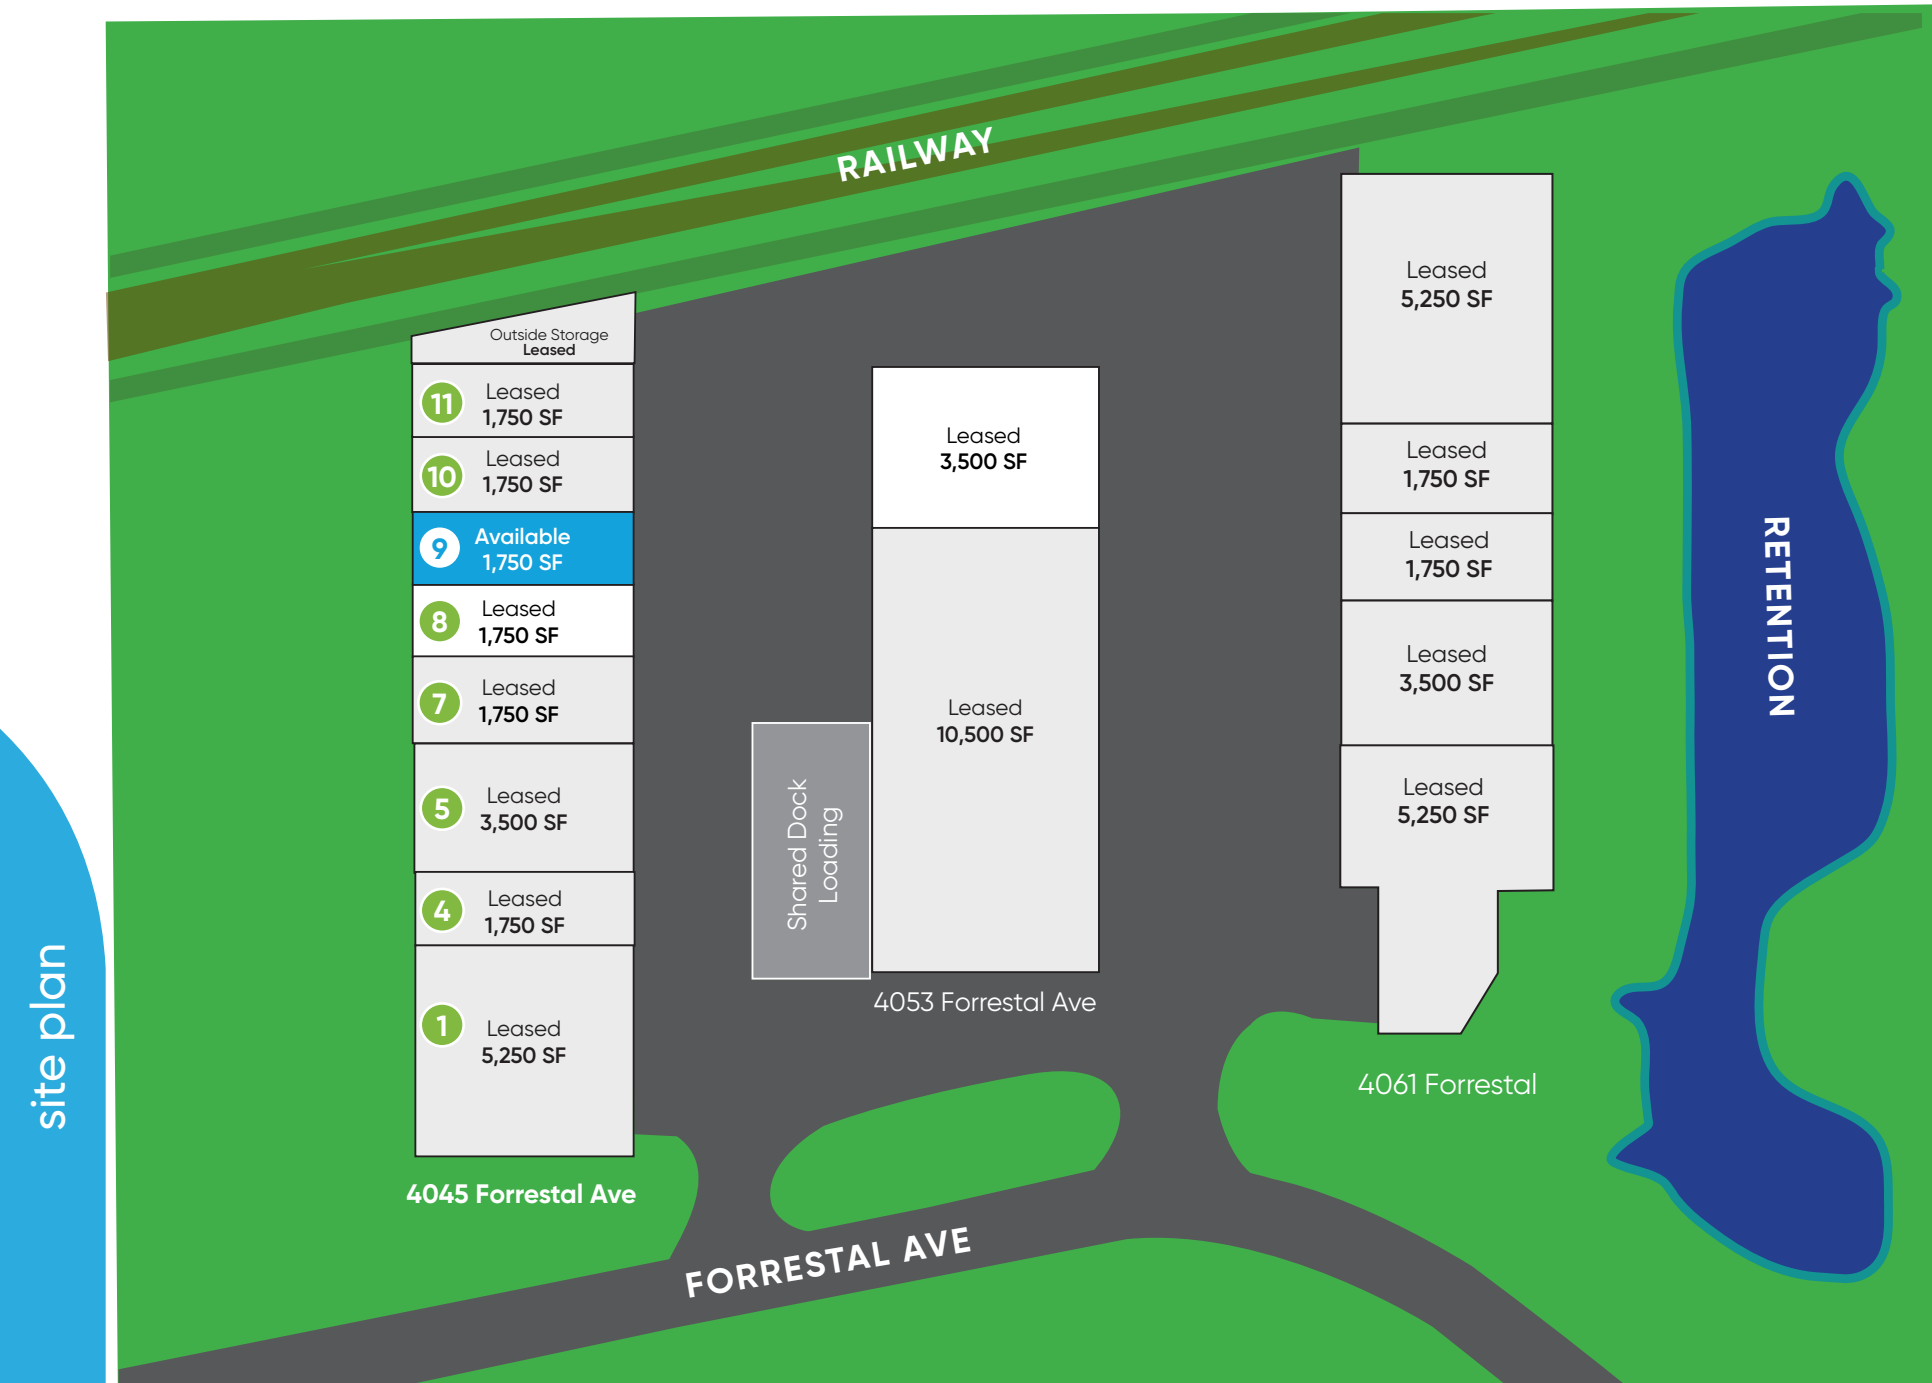 site plan
RAILWAY
Outside Storage
Leased
11
Leased
1,750 SF
10
Leased
1,750 SF
9
Available
1,750 SF
8
Leased
1,750 SF
7
Leased
1,750 SF
5
Leased
3,500 SF
4
Leased
1,750 SF
1
Leased
5,250 SF
4045 Forrestal Ave
Leased
3,500 SF
Leased
10,500 SF
Shared Dock
Loading
4053 Forrestal Ave
Leased
5,250 SF
Leased
1,750 SF
Leased
1,750 SF
Leased
3,500 SF
Leased
5,250 SF
4061 Forrestal
RETENTION
FORRESTAL AVE